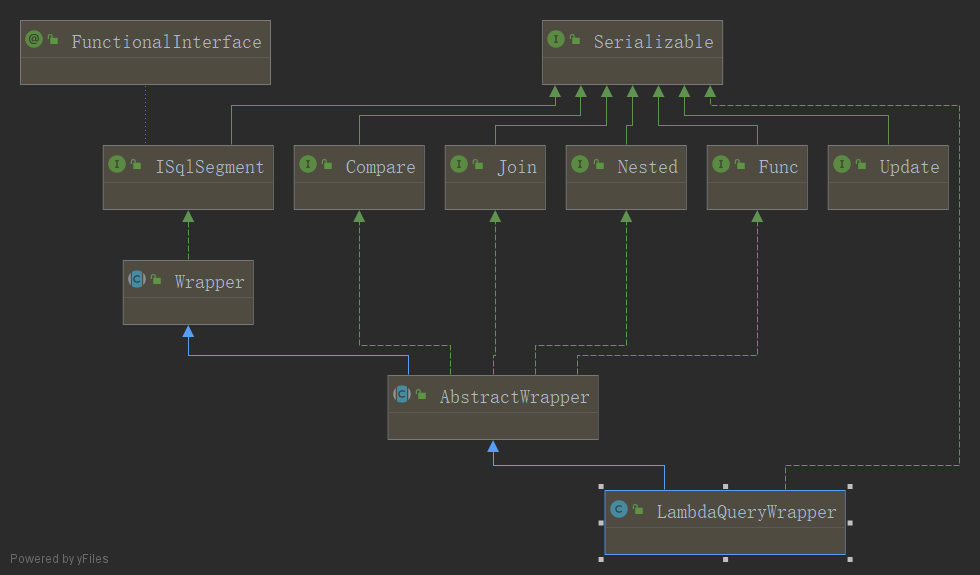 FunctionalInterface
Serializable
ISqlSegment
Compare
Join
Nested
Func
Update
Wrapper
AbstractWrapper
LambdaQueryWrapper
Powered by yFiles